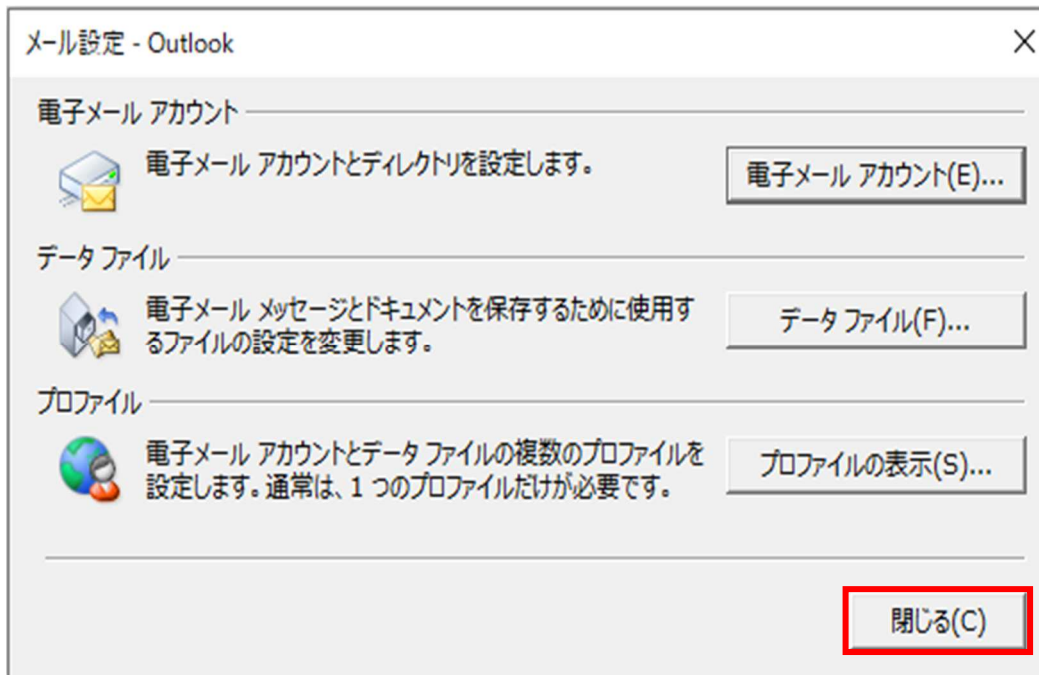 メール設定 - Outlook
電子メール アカウント
電子メール アカウントとディレクトリを設定します。
電子メール アカウント(E)...
データ ファイル
電子メール メッセージとドキュメントを保存するために使用す
るファイルの設定を変更します。
データ ファイル(F)...
プロファイル
電子メール アカウントとデータ ファイルの複数のプロファイルを
設定します。通常は、1 つのプロファイルだけが必要です。
プロファイルの表示(S)...
閉じる(C)